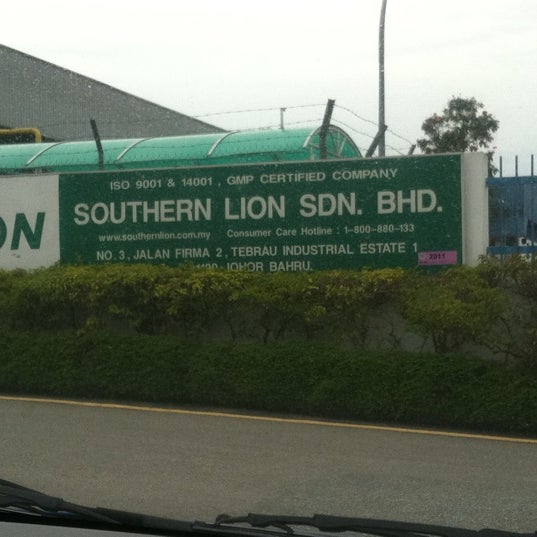 ISO 9001 & 14001 , GMP CERTIFIED COMPANY
SOUTHERN LION SDN. BHD.
www.southernlion.com.my Consumer Care Hotline : 1-800-880-133
NO. 3, JALAN FIRMA 2, TEBRAU INDUSTRIAL ESTATE 1
JOHOR BAHRU.
ON
2011